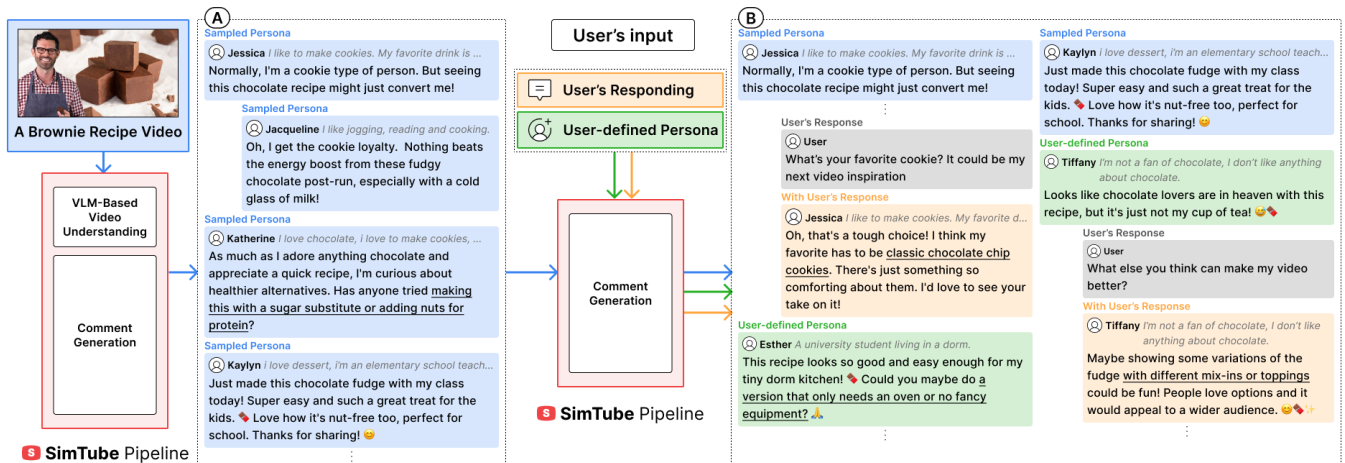 A Brownie Recipe Video
VLM-Based
Video
Understanding
Comment
Generation
S SimTube Pipeline
A
Sampled Persona
Jessica I like to make cookies. My favorite drink is ...
Normally, I'm a cookie type of person. But seeing
this chocolate recipe might just convert me!
Sampled Persona
Jacqueline I like jogging, reading and cooking.
Oh, I get the cookie loyalty. Nothing beats
the energy boost from these fudgy
chocolate post-run, especially with a cold
glass of milk!
Sampled Persona
Katherine I love chocolate, i love to make cookies, ...
As much as I adore anything chocolate and
appreciate a quick recipe, I'm curious about
healthier alternatives. Has anyone tried making
this with a sugar substitute or adding nuts for
protein?
Sampled Persona
Kaylyn i love dessert, i'm an elementary school teach...
Just made this chocolate fudge with my class
today! Super easy and such a great treat for the
kids. 🍫 Love how it's nut-free too, perfect for
school. Thanks for sharing! 😊
User's input
User's Responding
User-defined Persona
Comment
Generation
S SimTube Pipeline
B
Sampled Persona
Jessica I like to make cookies. My favorite drink is ...
Normally, I'm a cookie type of person. But seeing
this chocolate recipe might just convert me!
User's Response
User
What's your favorite cookie? It could be my
next video inspiration
With User's Response
Jessica I like to make cookies. My favorite d...
Oh, that's a tough choice! I think my
favorite has to be classic chocolate chip
cookies. There's just something so
comforting about them. I'd love to see your
take on it!
User-defined Persona
Esther A university student living in a dorm.
This recipe looks so good and easy enough for my
tiny dorm kitchen! 🍫 Could you maybe do a
version that only needs an oven or no fancy
equipment? 🙏
Sampled Persona
Kaylyn i love dessert, i'm an elementary school teach...
Just made this chocolate fudge with my class
today! Super easy and such a great treat for the
kids. 🍫 Love how it's nut-free too, perfect for
school. Thanks for sharing! 😊
User-defined Persona
Tiffany I'm not a fan of chocolate, I don't like anything
about chocolate.
Looks like chocolate lovers are in heaven with this
recipe, but it's just not my cup of tea! 😅🍫
User's Response
User
What else you think can make my video
better?
With User's Response
Tiffany I'm not a fan of chocolate, I don't like
anything about chocolate.
Maybe showing some variations of the
fudge with different mix-ins or toppings
could be fun! People love options and it
would appeal to a wider audience. 😊🍫✨